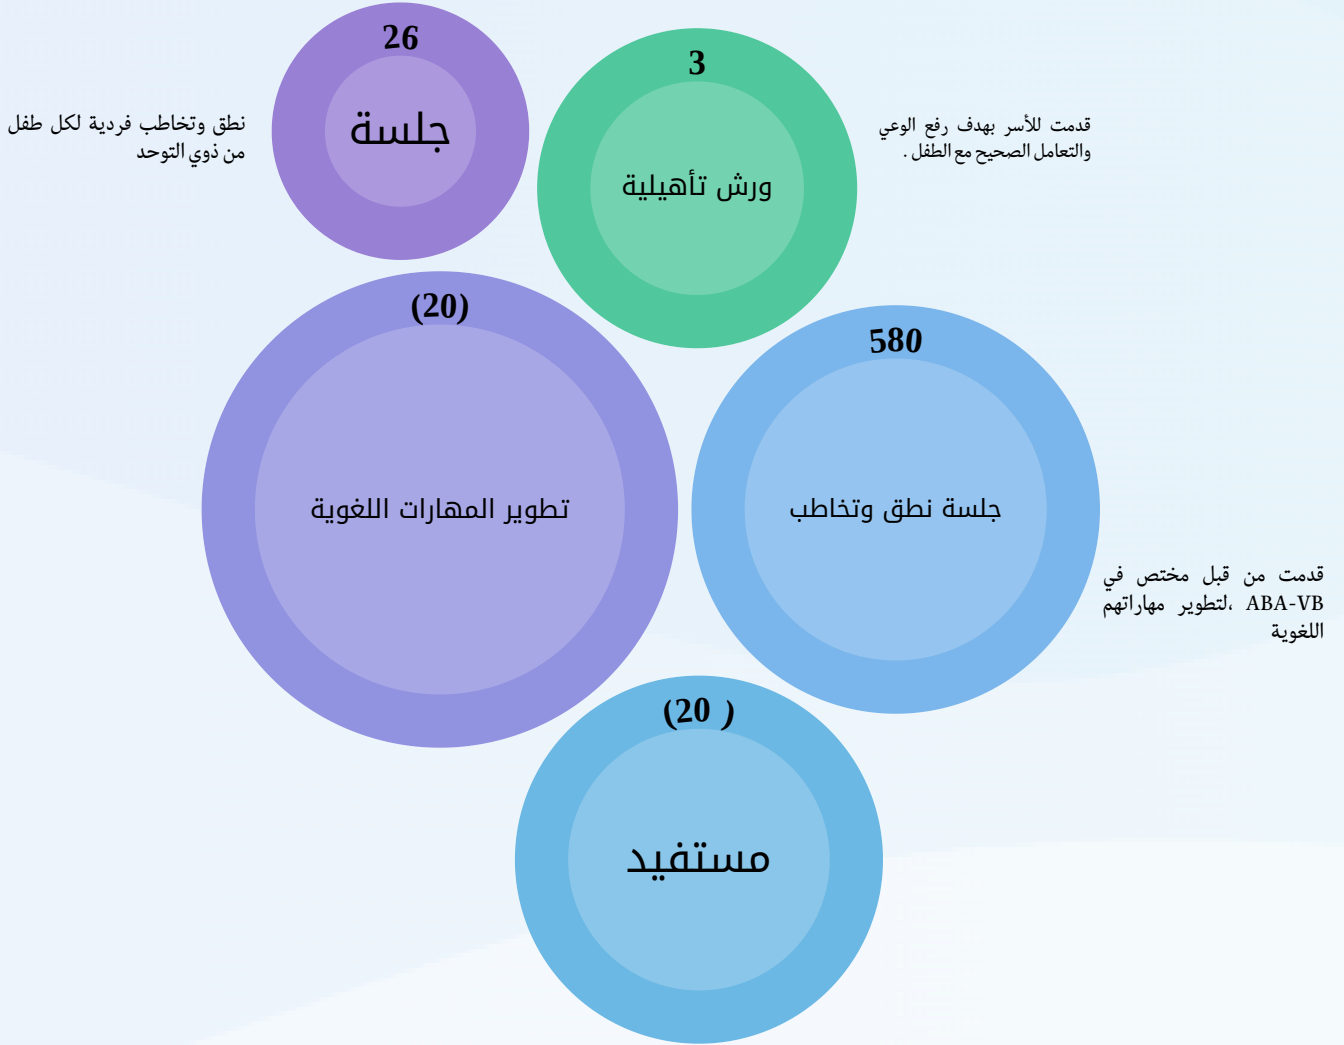 3
ورش تأهيلية
قدمت للأسر بهدف رفع الوعي
والتعامل الصحيح مع الطفل .
26
جلسة
نطق وتخاطب فردية لكل طفل
من ذوي التوحد
580
جلسة نطق وتخاطب
قدمت من قبل مختص في
ABA-VB ،لتطوير مهاراتهم
اللغوية
(20)
تطوير المهارات اللغوية
(20 )
مستفيد